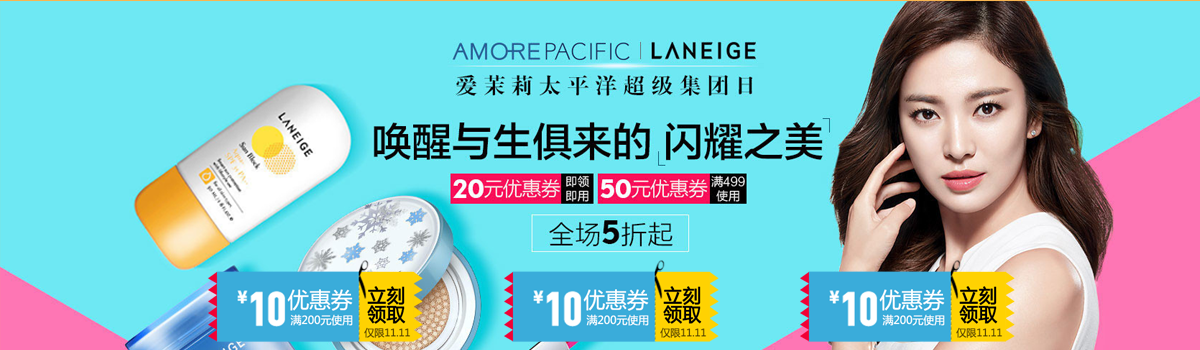 AMOREPACIFIC | LANEIGE
爱茉莉太平洋超级集团日
唤醒与生俱来的「闪耀之美」
20元优惠券 即领即用 50元优惠券 满499使用
全场5折起
LANEIGE
Sun Block
¥10优惠券 满200元使用 立刻领取 仅限11.11
¥10优惠券 满200元使用 立刻领取 仅限11.11
¥10优惠券 满200元使用 立刻领取 仅限11.11